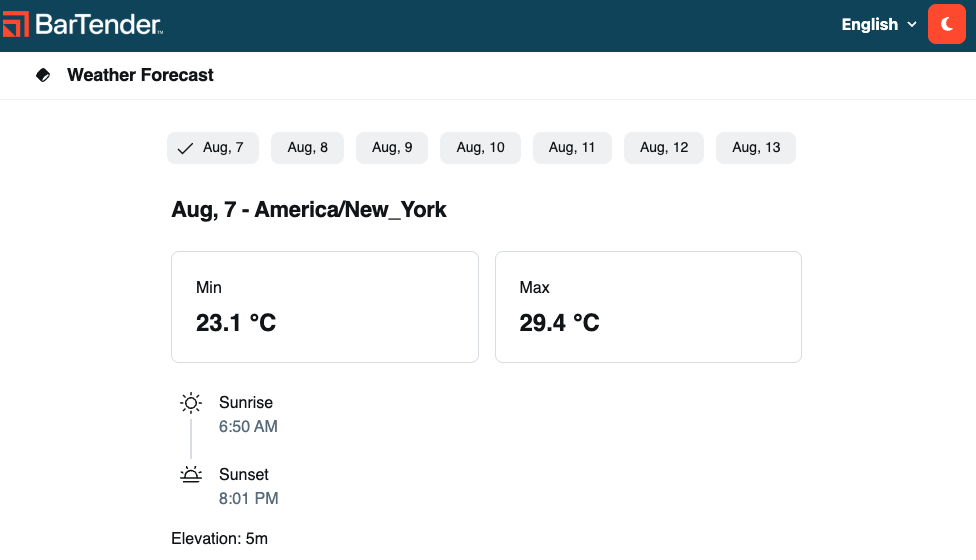 BarTender™
English
Weather Forecast
Aug, 7 Aug, 8 Aug, 9 Aug, 10 Aug, 11 Aug, 12 Aug, 13
Aug, 7 - America/New_York
Min Max
23.1 °C 29.4 °C
Sunrise
6:50 AM
Sunset
8:01 PM
Elevation: 5m